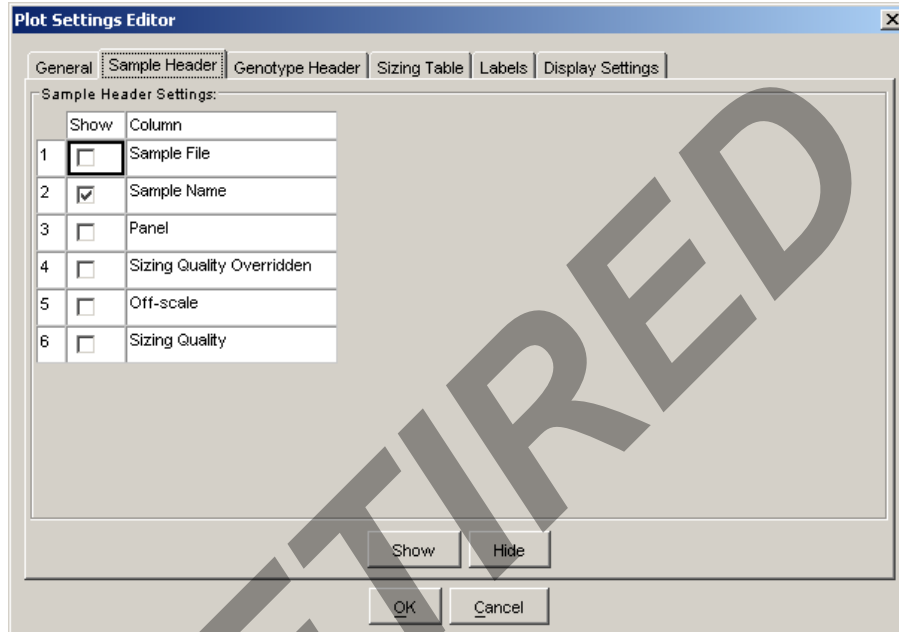 Plot Settings Editor
General Sample Header Genotype Header Sizing Table Labels Display Settings
Sample Header Settings:
Show Column
1 Sample File
2 Sample Name
3 Panel
4 Sizing Quality Overridden
5 Off-scale
6 Sizing Quality
Show Hide
OK Cancel
ETIRED